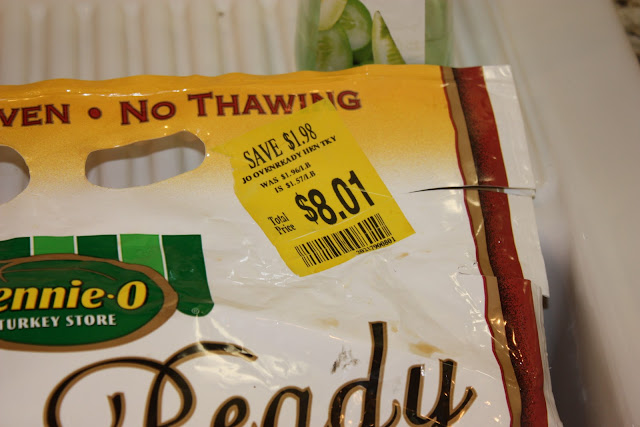 VEN • NO THAWING
SAVE $1.98
JO OVENREADY HEN TKY
WAS $1.96/LB
IS $1.57/LB
Total
Price
$8.01
ennie-O
TURKEY STORE
Ready